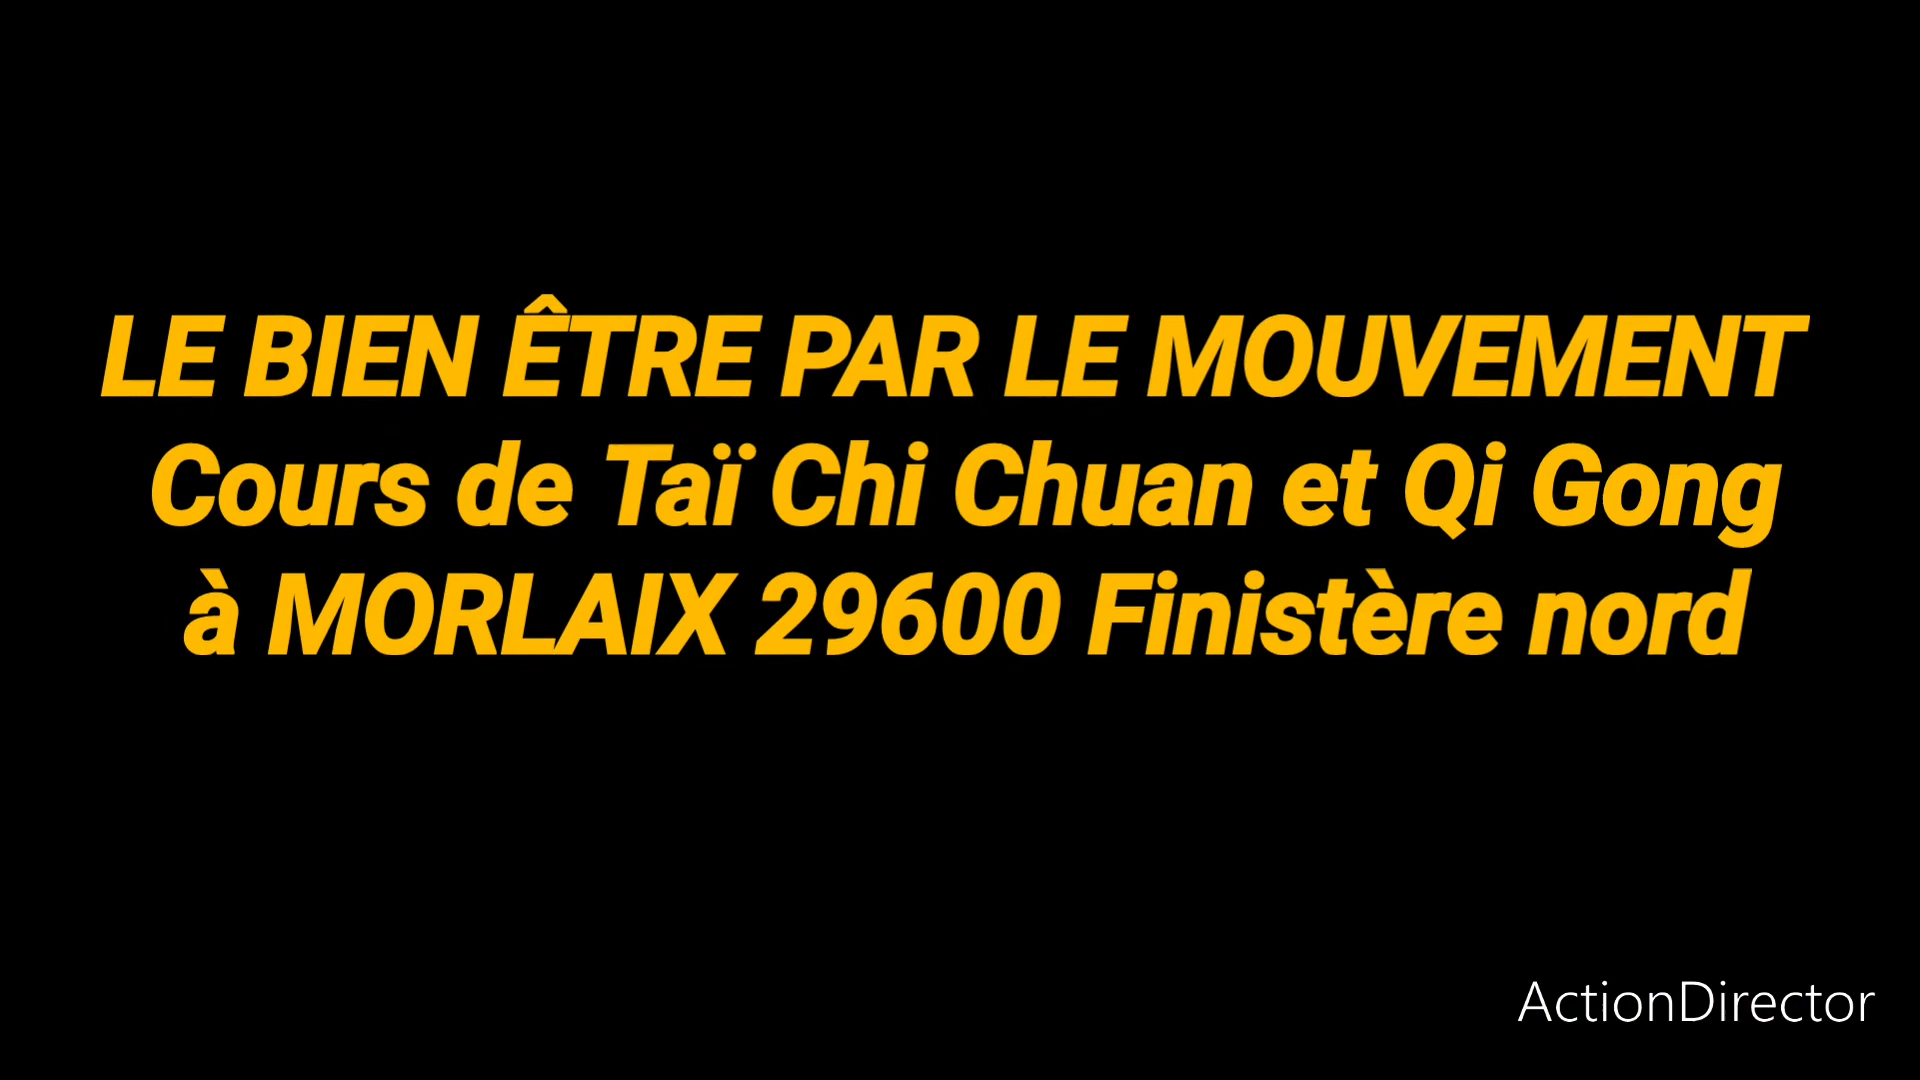 LE BIEN ÊTRE PAR LE MOUVEMENT
Cours de Taï Chi Chuan et Qi Gong
à MORLAIX 29600 Finistère nord
ActionDirector